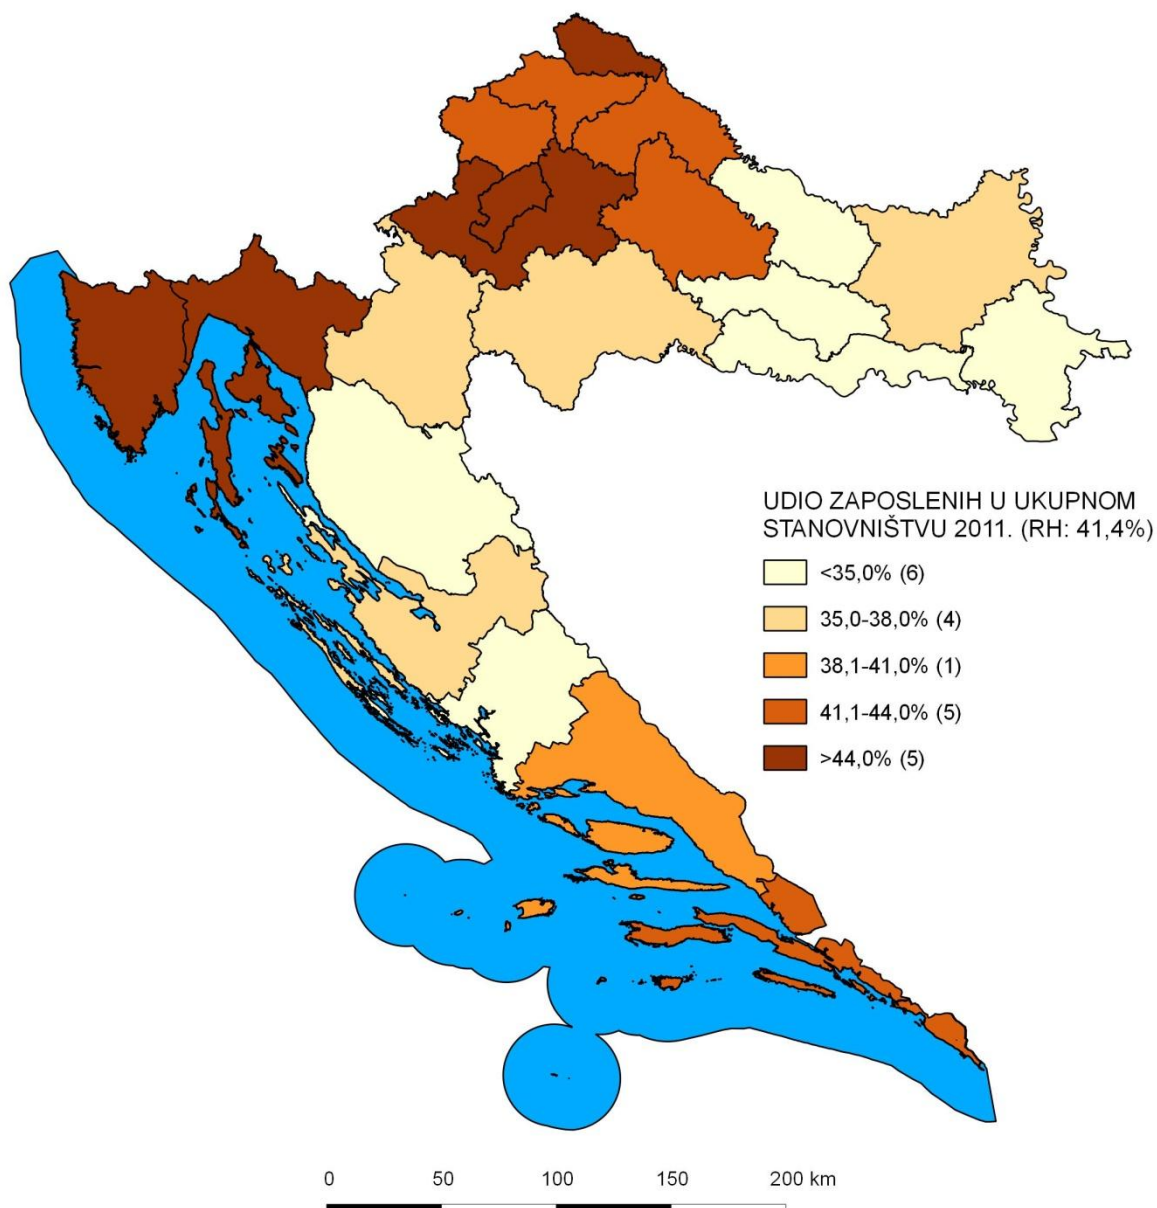 UDIO ZAPOSLENIH U UKUPNOM
STANOVNIŠTVU 2011. (RH: 41,4%)
<35,0% (6)
35,0-38,0% (4)
38,1-41,0% (1)
41,1-44,0% (5)
>44,0% (5)
0 50 100 150 200 km